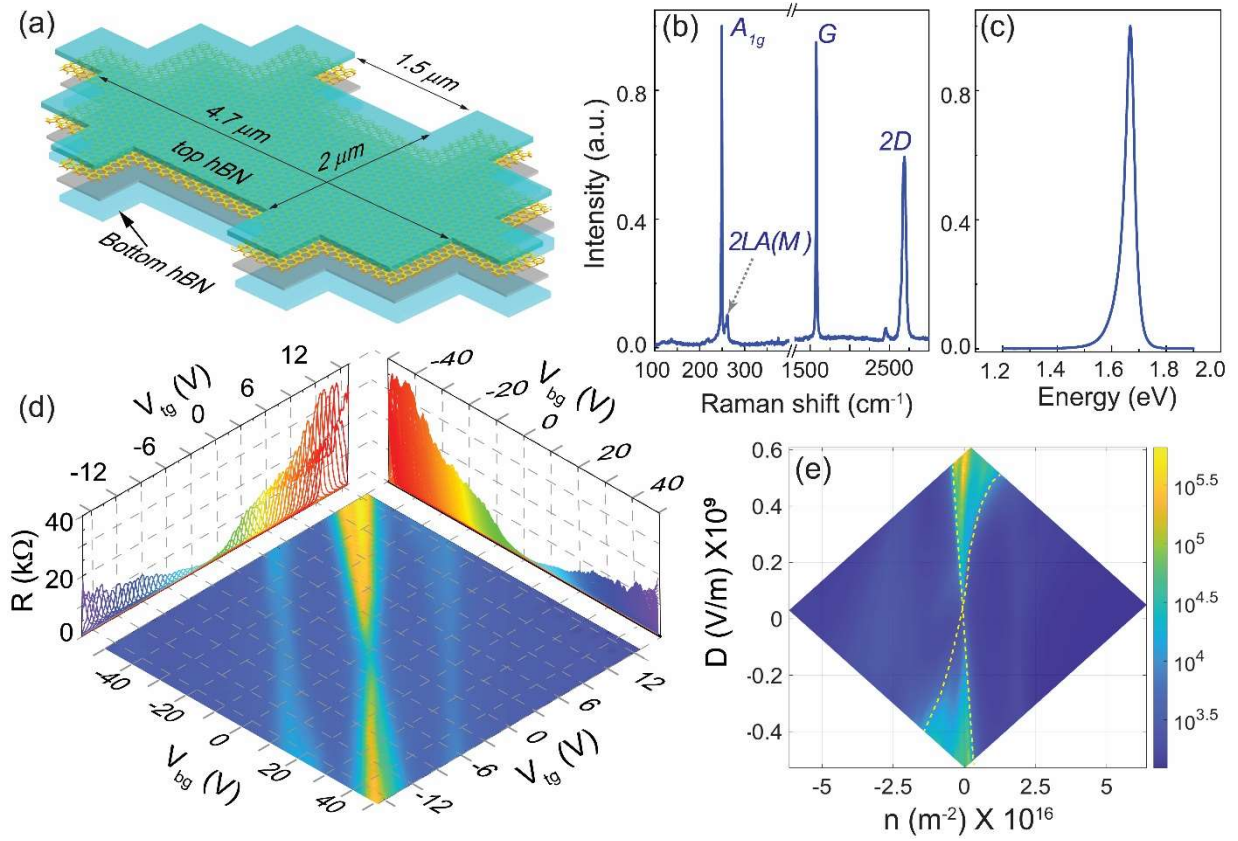 (a)
1.5 μm
4.7 μm
2 μm
top hBN
Bottom hBN
(b)
A1g
G
2D
2LA(M)
Intensity (a.u.)
0.8
0.4
0.0
100 300 1500 2500
Raman shift (cm-1)
(c)
0.8
0.4
0.0
1.2 1.6 2.0
Energy (eV)
(d)
Vtg (V)
-12 -6 0 6 12
Vbg (V)
-40 -20 0 20 40
R (kΩ)
40
20
0
-40 -20 0 20 40
Vbg (V)
-12 -6 0 6 12
Vtg (V)
(e)
D (V/m) X10⁹
0.6
0.4
0.2
0
-0.2
-0.4
-5 -2.5 0 2.5 5
n (m-2) X 10¹⁶
10^5.5
10^5
10^4.5
10^4
10^3.5